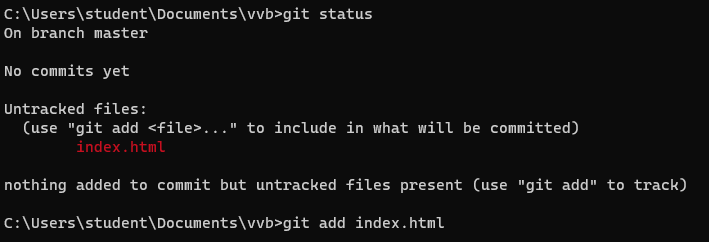 C:\Users\student\Documents\vvb>git status
On branch master
No commits yet
Untracked files:
(use "git add <file>..." to include in what will be committed)
index.html
nothing added to commit but untracked files present (use "git add" to track)
C:\Users\student\Documents\vvb>git add index.html